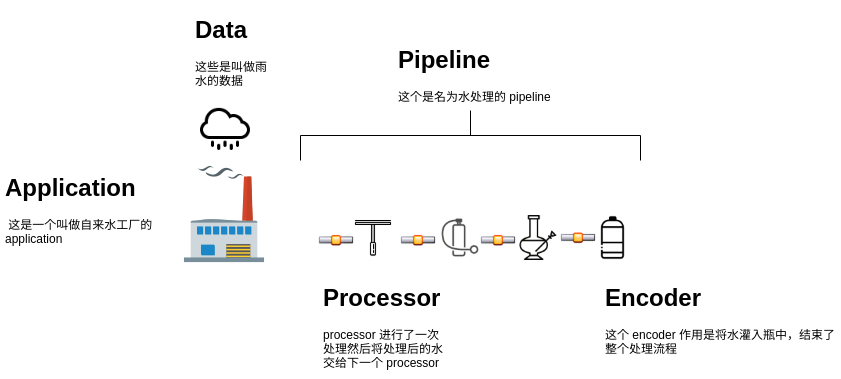 Data
这些是叫做雨
水的数据
Pipeline
这个是名为水处理的 pipeline
Application
这是一个叫做自来水工厂的
application
Processor
processor 进行了一次
处理然后将处理后的水
交给下一个 processor
Encoder
这个 encoder 作用是将水灌入瓶中，结束了
整个处理流程